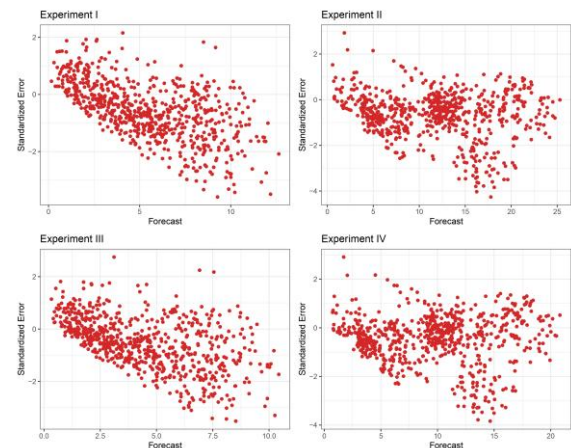 Experiment I
Standardized Error
2
0
−2
0
5
10
Forecast
Experiment II
Standardized Error
2
0
−2
−4
0
5
10
15
20
25
Forecast
Experiment III
Standardized Error
2
0
−2
0.0
2.5
5.0
7.5
10.0
Forecast
Experiment IV
Standardized Error
2
0
−2
−4
0
5
10
15
20
Forecast